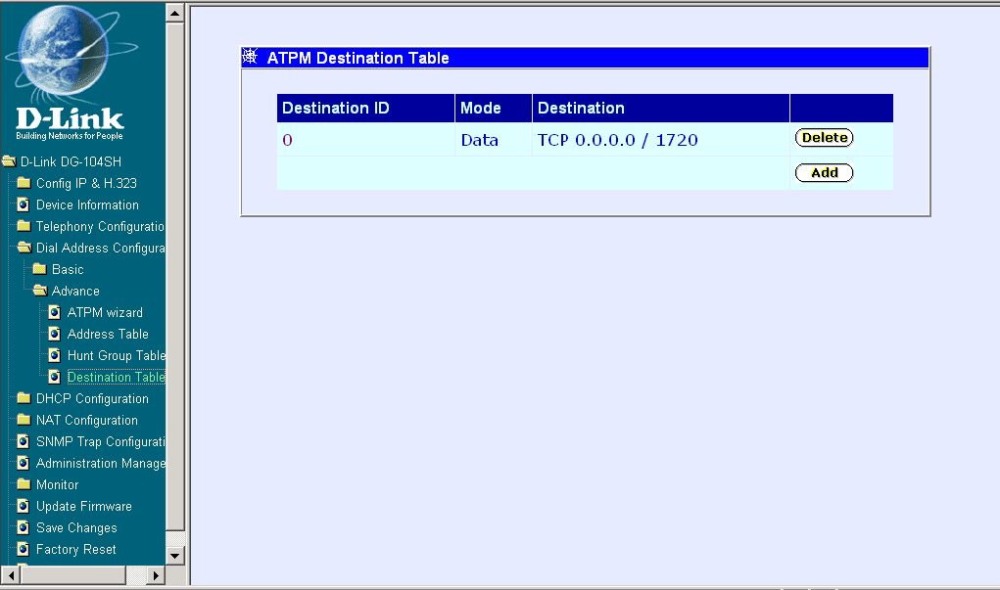 D-Link
Building Networks for People
D-Link DG-104SH
Config IP & H.323
Device Information
Telephony Configuratio
Dial Address Configura
Basic
Advance
ATPM wizard
Address Table
Hunt Group Table
Destination Table
DHCP Configuration
NAT Configuration
SNMP Trap Configurati
Administration Manage
Monitor
Update Firmware
Save Changes
Factory Reset
ATPM Destination Table
Destination ID Mode Destination
0 Data TCP 0.0.0.0 / 1720 Delete
Add